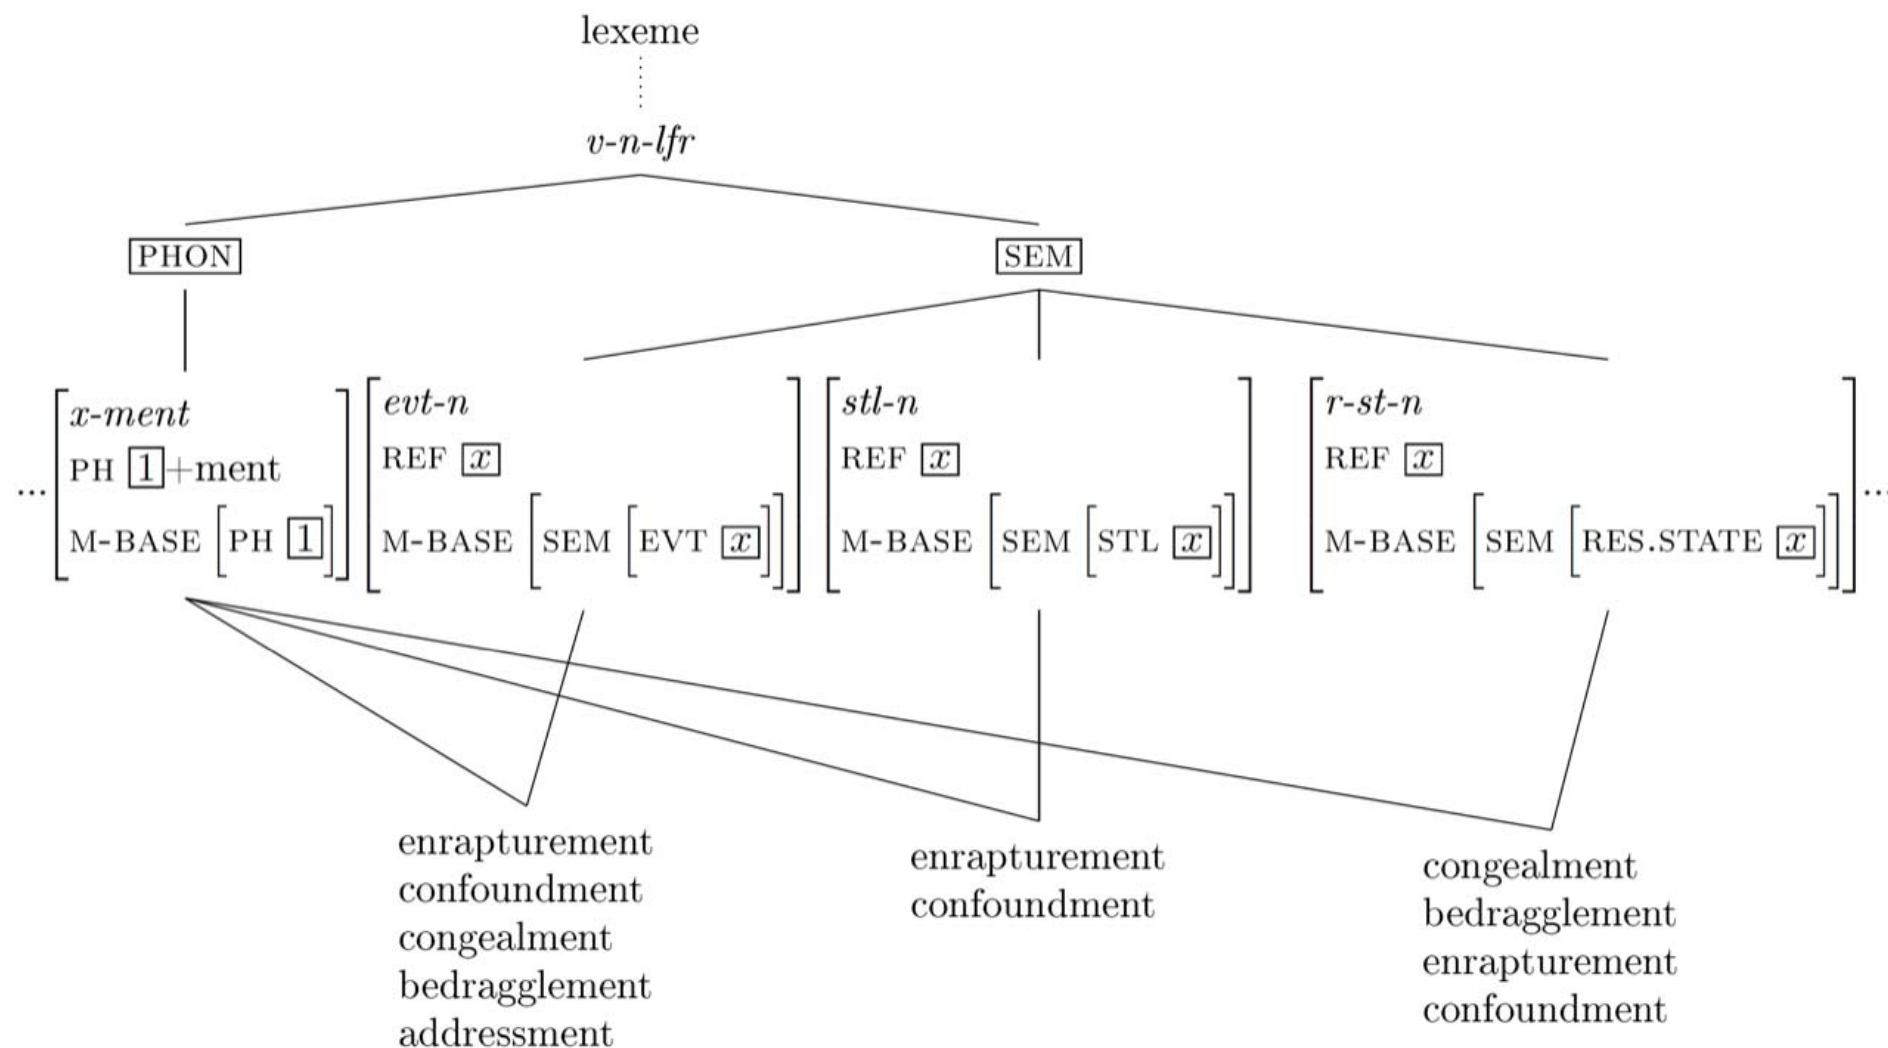 lexeme
v-n-lfr
PHON
SEM
...
x-ment
PH 1+ment
M-BASE [PH 1]
evt-n
REF x
M-BASE [SEM [EVT x]]
stl-n
REF x
M-BASE [SEM [STL x]]
r-st-n
REF x
M-BASE [SEM [RES.STATE x]]
...
enrapturement
confoundment
congealment
bedragglement
addressment
enrapturement
confoundment
congealment
bedragglement
enrapturement
confoundment